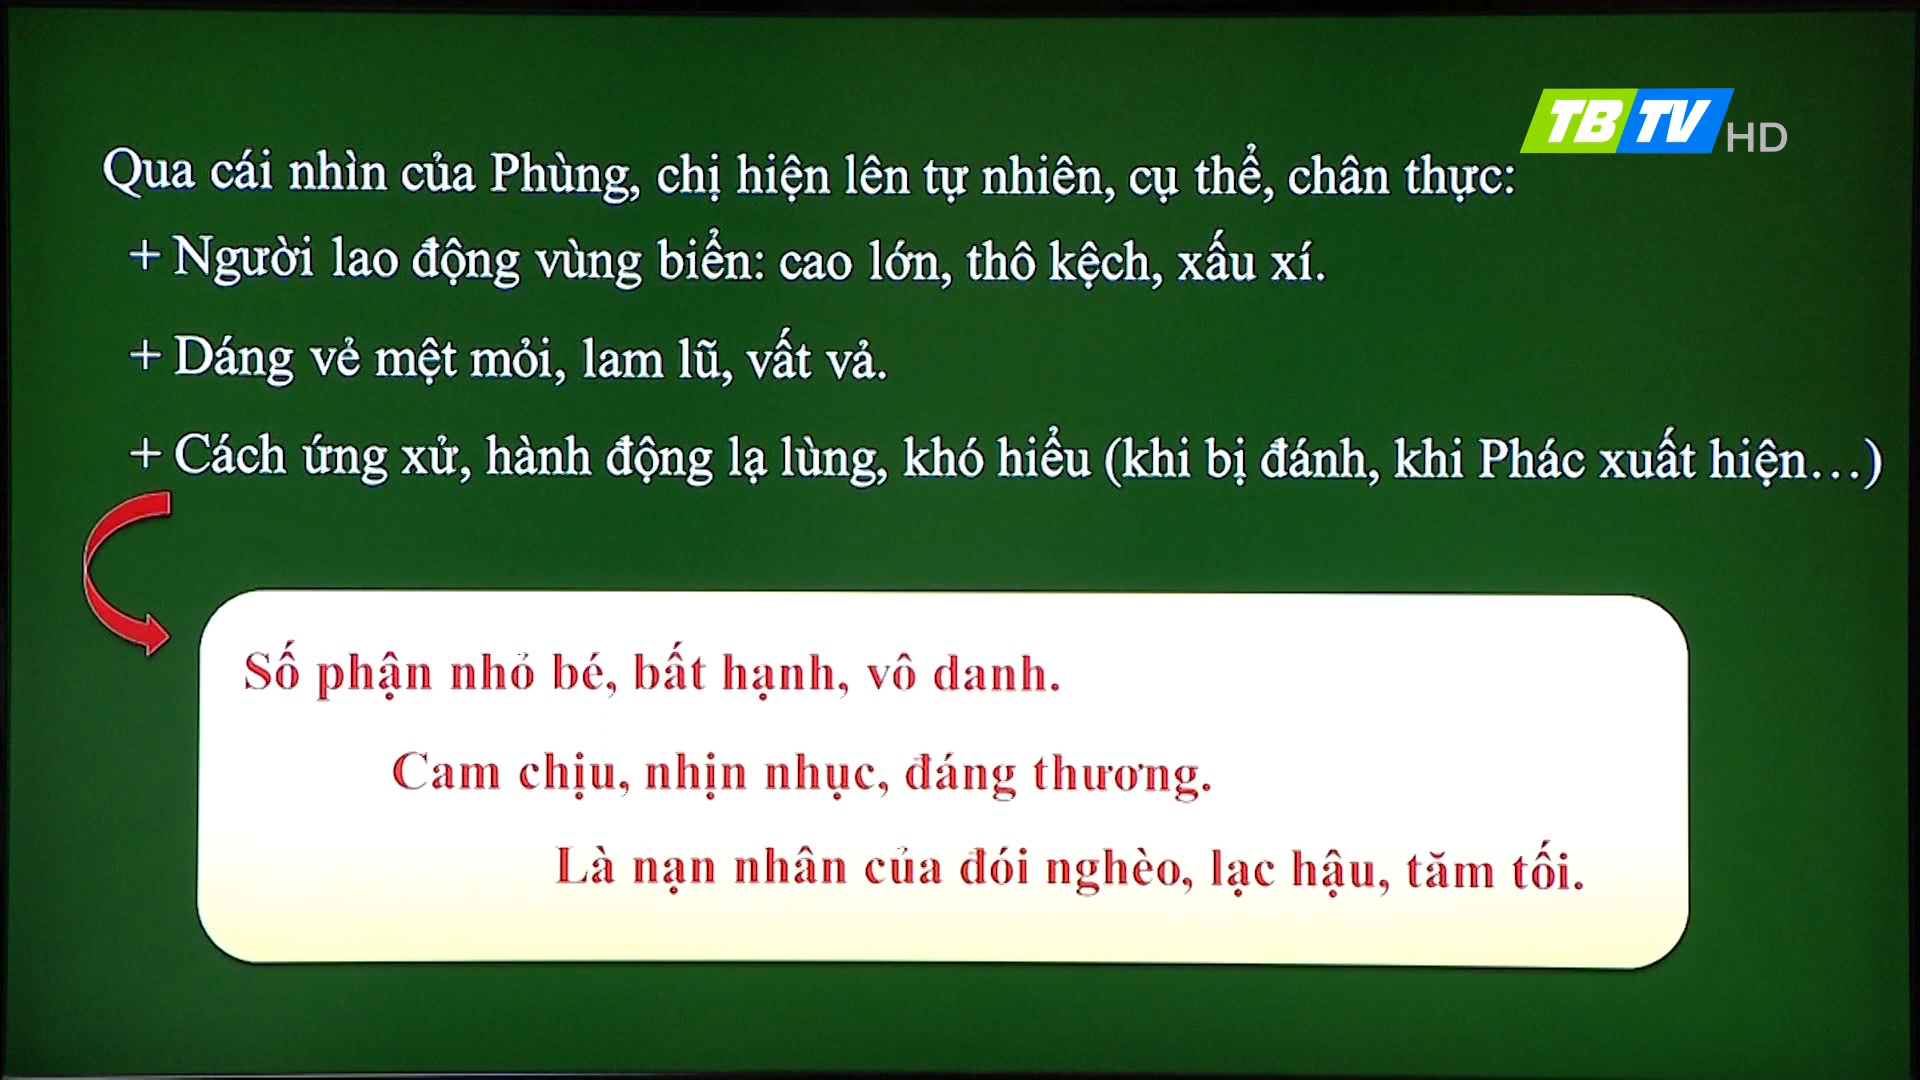 TBTV HD
Qua cái nhìn của Phùng, chị hiện lên tự nhiên, cụ thể, chân thực:
+ Người lao động vùng biển: cao lớn, thô kệch, xấu xí.
+ Dáng vẻ mệt mỏi, lam lũ, vất vả.
+ Cách ứng xử, hành động lạ lùng, khó hiểu (khi bị đánh, khi Phác xuất hiện…)
Số phận nhỏ bé, bất hạnh, vô danh.
Cam chịu, nhịn nhục, đáng thương.
Là nạn nhân của đói nghèo, lạc hậu, tăm tối.